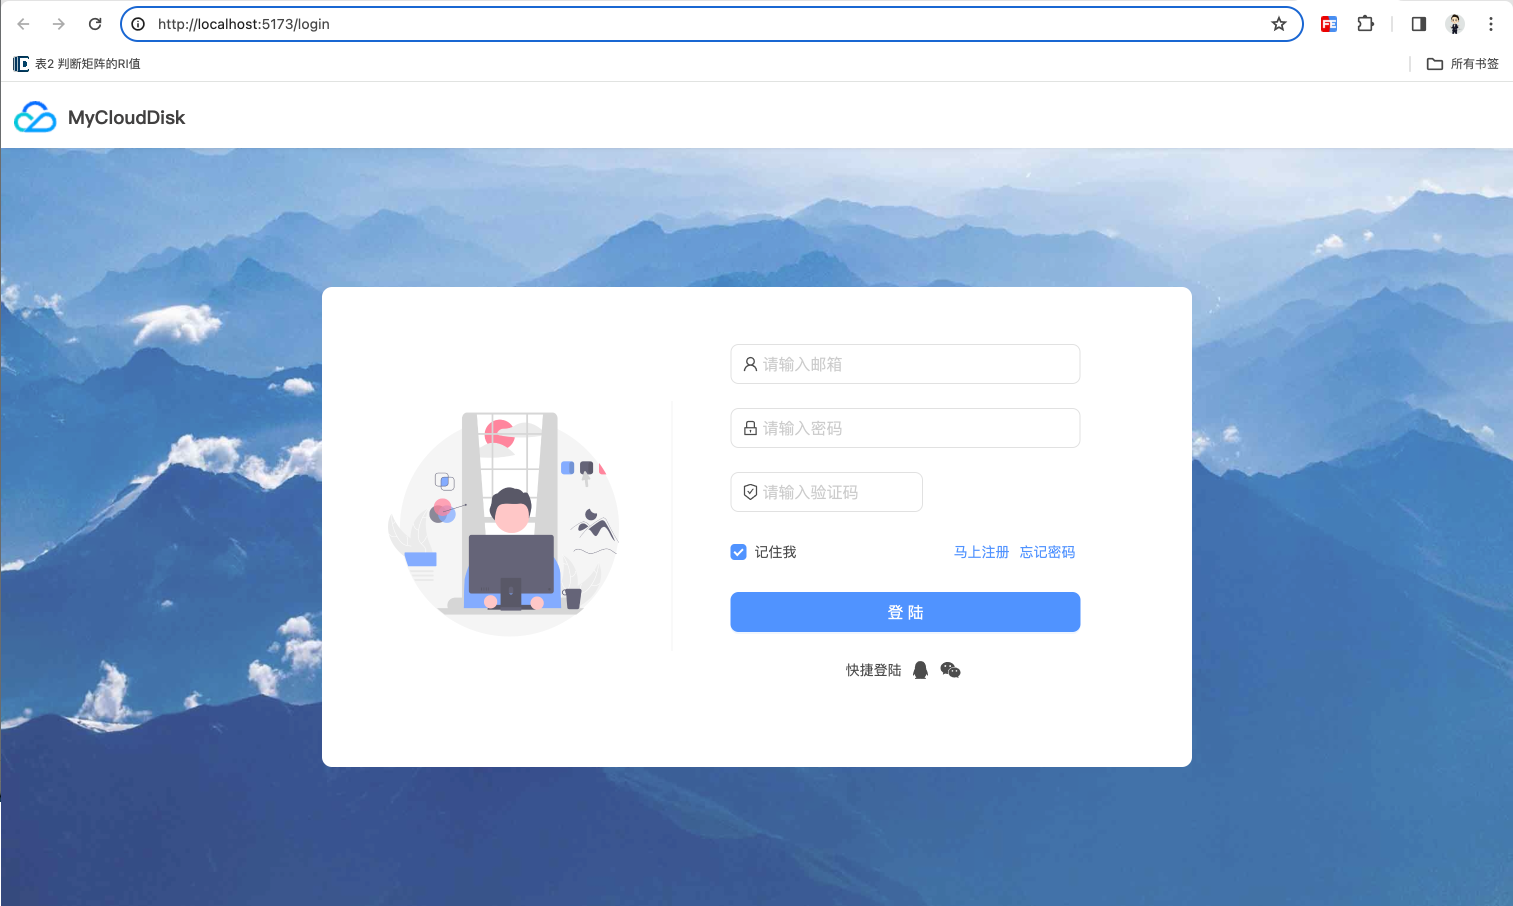 http://localhost:5173/login
表2 判断矩阵的RI值
所有书签
MyCloudDisk
请输入邮箱
请输入密码
请输入验证码
记住我 马上注册 忘记密码
登 陆
快捷登陆